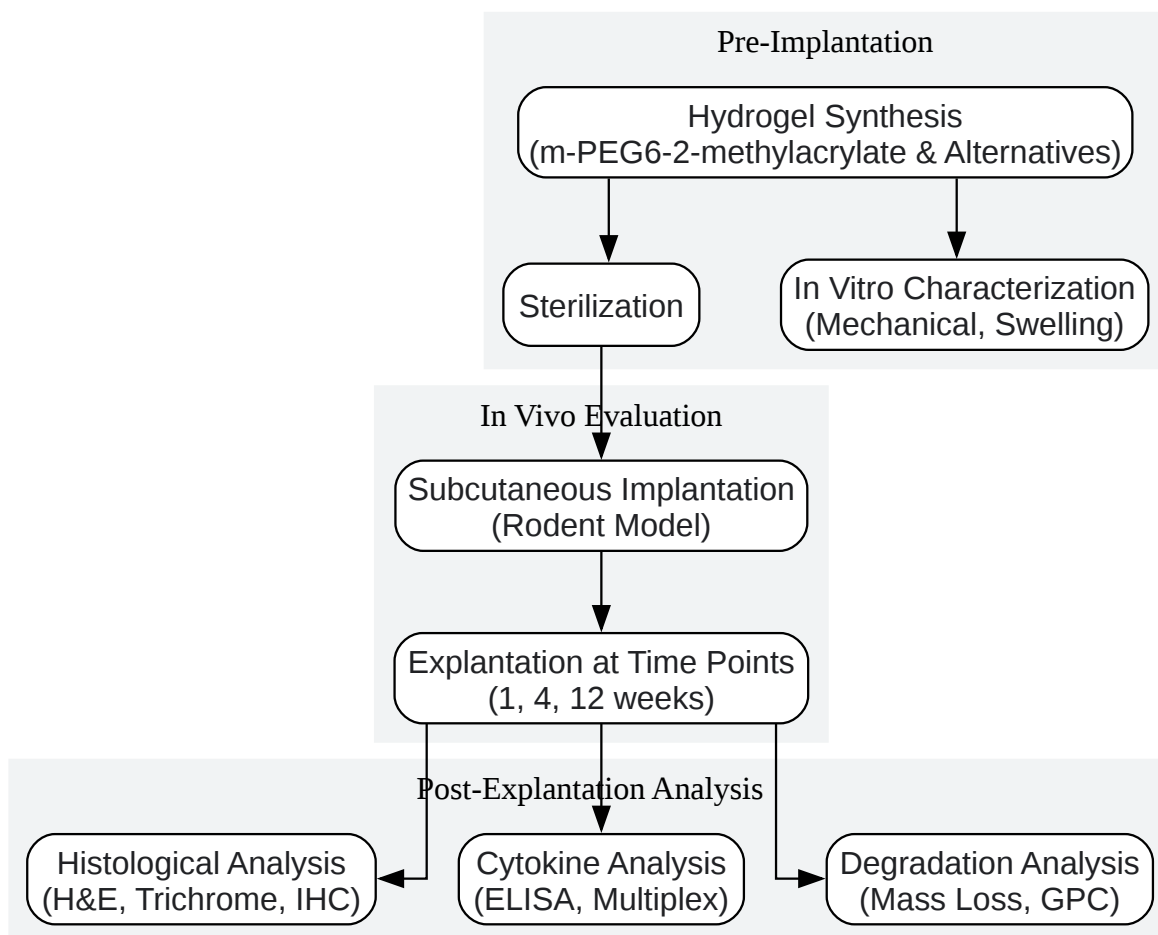 Pre-Implantation
Hydrogel Synthesis
(m-PEG6-2-methylacrylate & Alternatives)
Sterilization
In Vitro Characterization
(Mechanical, Swelling)
In Vivo Evaluation
Subcutaneous Implantation
(Rodent Model)
Explantation at Time Points
(1, 4, 12 weeks)
Post-Explantation Analysis
Histological Analysis
(H&E, Trichrome, IHC)
Cytokine Analysis
(ELISA, Multiplex)
Degradation Analysis
(Mass Loss, GPC)